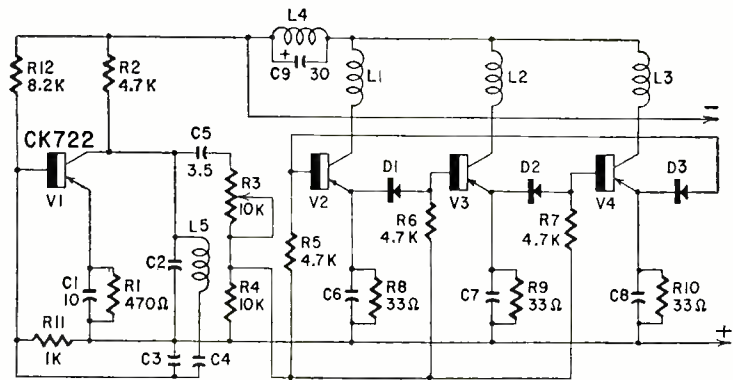 L4
R12
8.2K
R2
4.7K
+
C9
30
L1
L2
L3
−
CK722
V1
C5
3.5
R3
10K
V2
D1
V3
D2
V4
D3
R6
4.7K
R7
4.7K
R5
4.7K
L5
C2
C1
10
R1
470Ω
R4
10K
C6
R8
33Ω
C7
R9
33Ω
C8
R10
33Ω
R11
1K
C3
C4
+